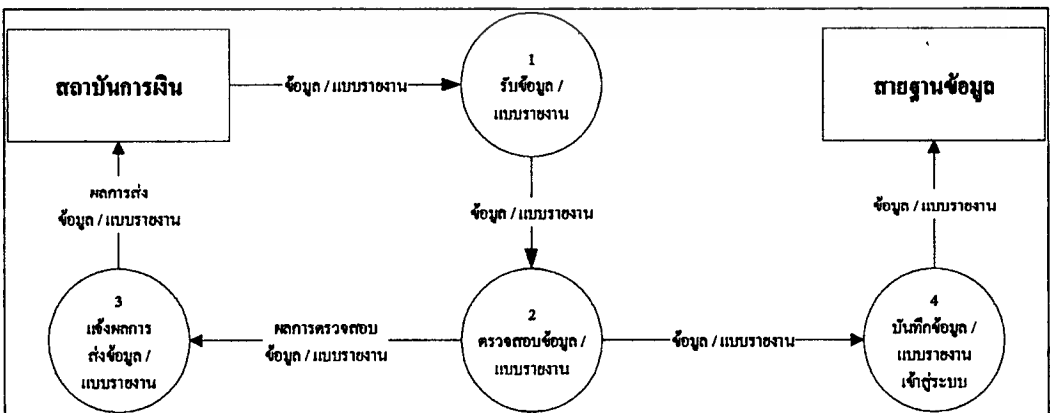 สถาบันการเงิน
ข้อมูล / แบบรายงาน
1
รับข้อมูล /
แบบรายงาน
สายฐานข้อมูล
ผลการส่ง
ข้อมูล / แบบรายงาน
ข้อมูล / แบบรายงาน
ข้อมูล / แบบรายงาน
3
แจ้งผลการ
ส่งข้อมูล /
แบบรายงาน
ผลการตรวจสอบ
ข้อมูล / แบบรายงาน
2
ตรวจสอบข้อมูล /
แบบรายงาน
ข้อมูล / แบบรายงาน
4
บันทึกข้อมูล /
แบบรายงาน
เข้าสู่ระบบ